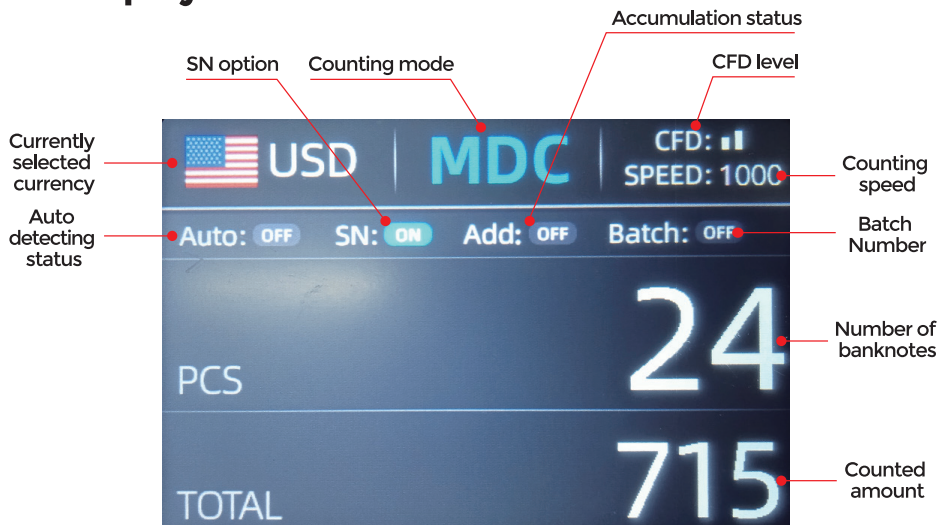 Accumulation status
SN option
Counting mode
CFD level
Currently
selected
currency
USD
MDC
CFD:
SPEED: 1000
Counting
speed
Auto
detecting
status
Auto: OFF
SN: ON
Add: OFF
Batch: OFF
Batch
Number
PCS
24
Number of
banknotes
TOTAL
715
Counted
amount